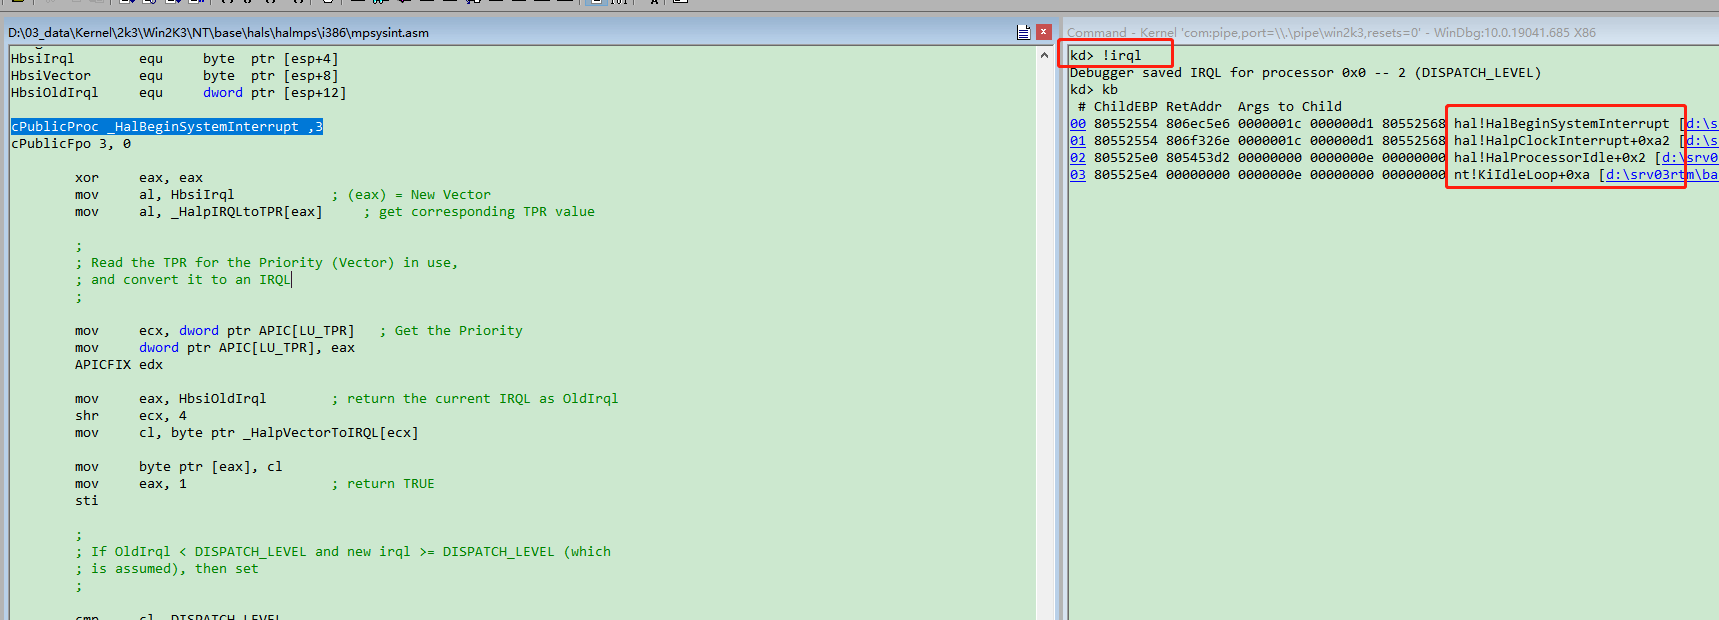 D:\03_data\Kernel\2k3\Win2K3\NT\base\hals\halmps\i386\mpsysint.asm
HbsiIrql equ byte ptr [esp+4]
HbsiVector equ byte ptr [esp+8]
HbsiOldIrql equ dword ptr [esp+12]
cPublicProc _HalBeginSystemInterrupt ,3
cPublicFpo 3, 0
xor eax, eax
mov al, HbsiIrql ; (eax) = New Vector
mov al, _HalpIRQLtoTPR[eax] ; get corresponding TPR value
;
; Read the TPR for the Priority (Vector) in use,
; and convert it to an IRQL
;
mov ecx, dword ptr APIC[LU_TPR] ; Get the Priority
mov dword ptr APIC[LU_TPR], eax
APICFIX edx
mov eax, HbsiOldIrql ; return the current IRQL as OldIrql
shr ecx, 4
mov cl, byte ptr _HalpVectorToIRQL[ecx]
mov byte ptr [eax], cl
mov eax, 1 ; return TRUE
sti
;
; If OldIrql < DISPATCH_LEVEL and new irql >= DISPATCH_LEVEL (which
; is assumed), then set
;
cmp cl, DISPATCH_LEVEL
Command - Kernel 'com:pipe,port=\\.\pipe\win2k3,resets=0' - WinDbg:10.0.19041.685 X86
kd> !irql
Debugger saved IRQL for processor 0x0 -- 2 (DISPATCH_LEVEL)
kd> kb
# ChildEBP RetAddr Args to Child
00 80552554 806ec5e6 0000001c 000000d1 80552568 hal!HalBeginSystemInterrupt [d:\s
01 80552554 806f326e 0000001c 000000d1 80552568 hal!HalpClockInterrupt+0xa2 [d:\s
02 805525e0 805453d2 00000000 0000000e 00000000 hal!HalProcessorIdle+0x2 [d:\srv0
03 805525e4 00000000 0000000e 00000000 00000000 nt!KiIdleLoop+0xa [d:\srv03rtm\ba